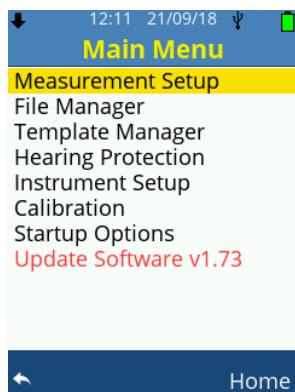 12:11 21/09/18
Main Menu
Measurement Setup
File Manager
Template Manager
Hearing Protection
Instrument Setup
Calibration
Startup Options
Update Software v1.73
Home